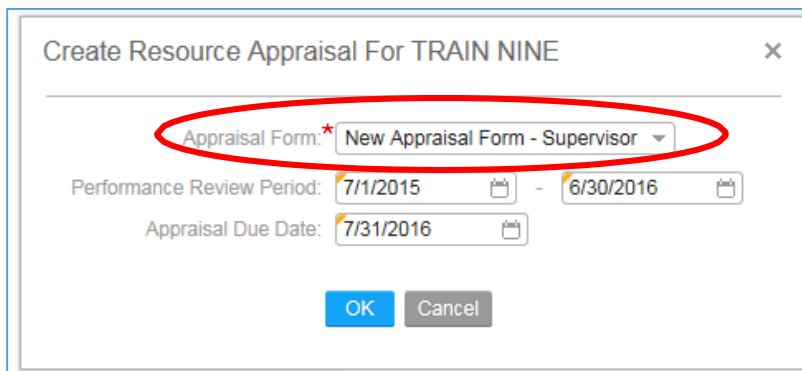 Create Resource Appraisal For TRAIN NINE
Appraisal Form:* New Appraisal Form - Supervisor
Performance Review Period: 7/1/2015 - 6/30/2016
Appraisal Due Date: 7/31/2016
OK Cancel